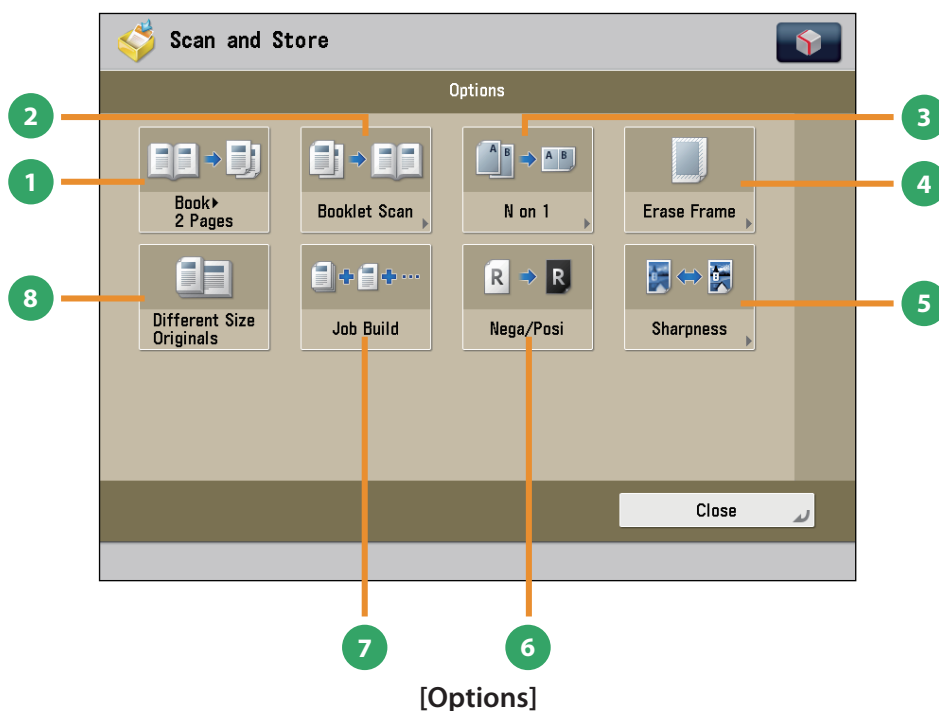 Scan and Store
Options
2
3
1
4
A B
A B
Book▸
2 Pages
Booklet Scan
N on 1
Erase Frame
8
5
R
R
Different Size
Originals
Job Build
Nega/Posi
Sharpness
Close
7
6
[Options]